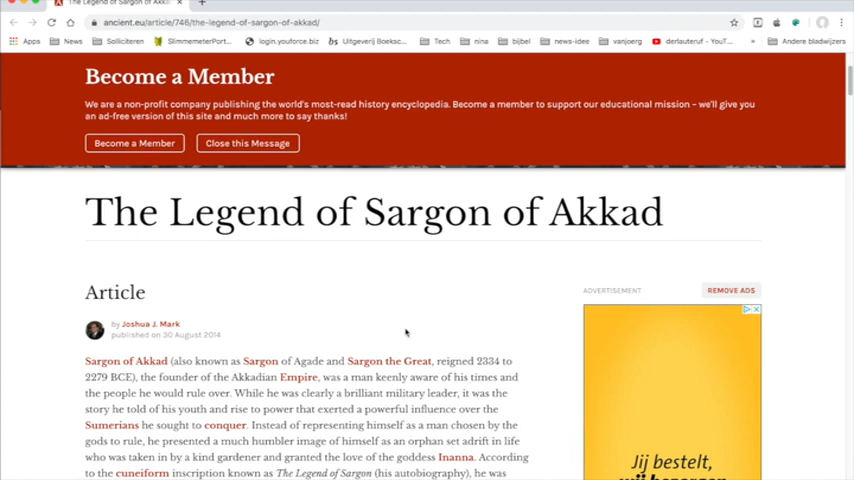 The Legend of Sargon of Akka
ancient.eu/article/746/the-legend-of-sargon-of-akkad/
Apps News Solliciteren SlimmemeterPort... login.youforce.biz bs Uitgeverij Boeksc... Tech nina bijbel news-idee vanjoerg derlauteruf - YouT... » Andere bladwijzers
Become a Member
We are a non-profit company publishing the world's most-read history encyclopedia. Become a member to support our educational mission – we'll give you
an ad-free version of this site and much more to say thanks!
Become a Member Close this Message
The Legend of Sargon of Akkad
Article
ADVERTISEMENT REMOVE ADS
by Joshua J. Mark
published on 30 August 2014
Sargon of Akkad (also known as Sargon of Agade and Sargon the Great, reigned 2334 to
2279 BCE), the founder of the Akkadian Empire, was a man keenly aware of his times and
the people he would rule over. While he was clearly a brilliant military leader, it was the
story he told of his youth and rise to power that exerted a powerful influence over the
Sumerians he sought to conquer. Instead of representing himself as a man chosen by the
gods to rule, he presented a much humbler image of himself as an orphan set adrift in life
who was taken in by a kind gardener and granted the love of the goddess Inanna. According
to the cuneiform inscription known as The Legend of Sargon (his autobiography), he was
Jij bestelt,
wij bezorgen